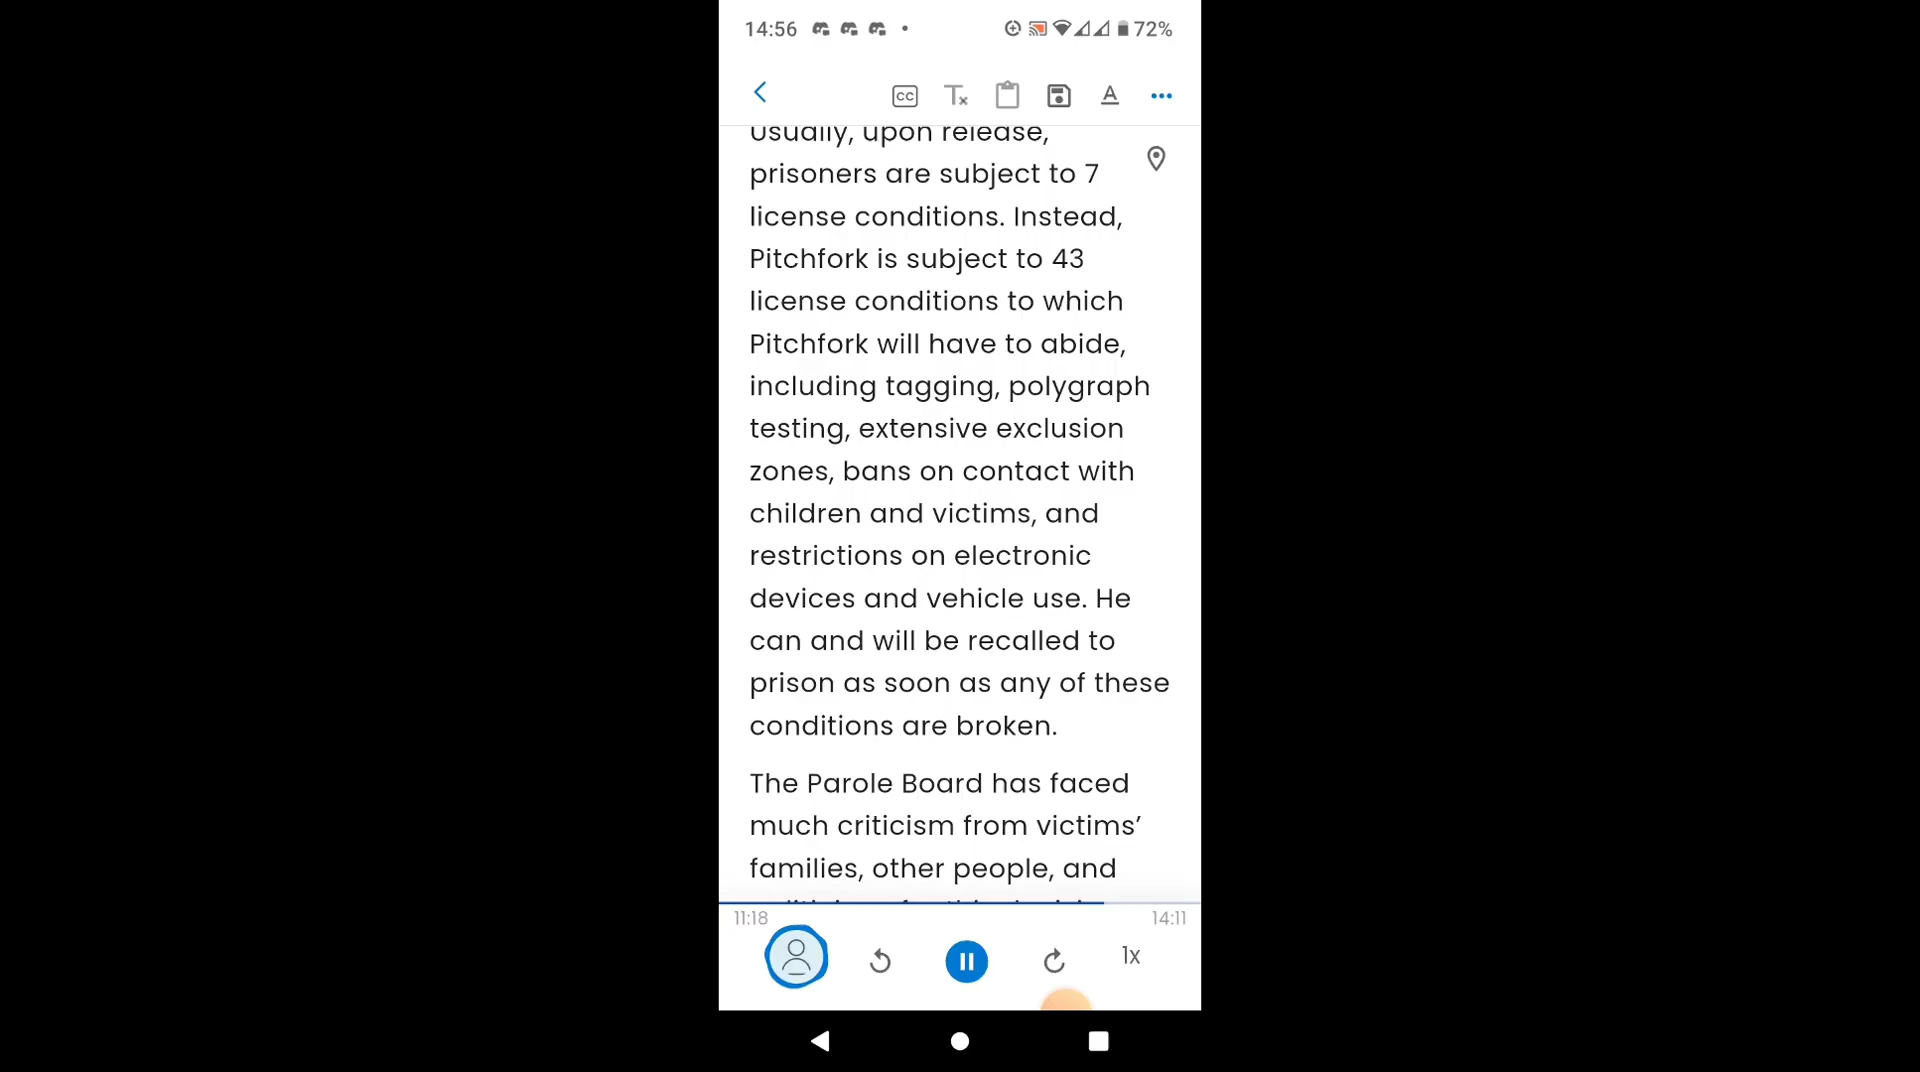 14:56
72%
CC
Usually, upon release,
prisoners are subject to 7
license conditions. Instead,
Pitchfork is subject to 43
license conditions to which
Pitchfork will have to abide,
including tagging, polygraph
testing, extensive exclusion
zones, bans on contact with
children and victims, and
restrictions on electronic
devices and vehicle use. He
can and will be recalled to
prison as soon as any of these
conditions are broken.
The Parole Board has faced
much criticism from victims’
families, other people, and
11:18
14:11
1x